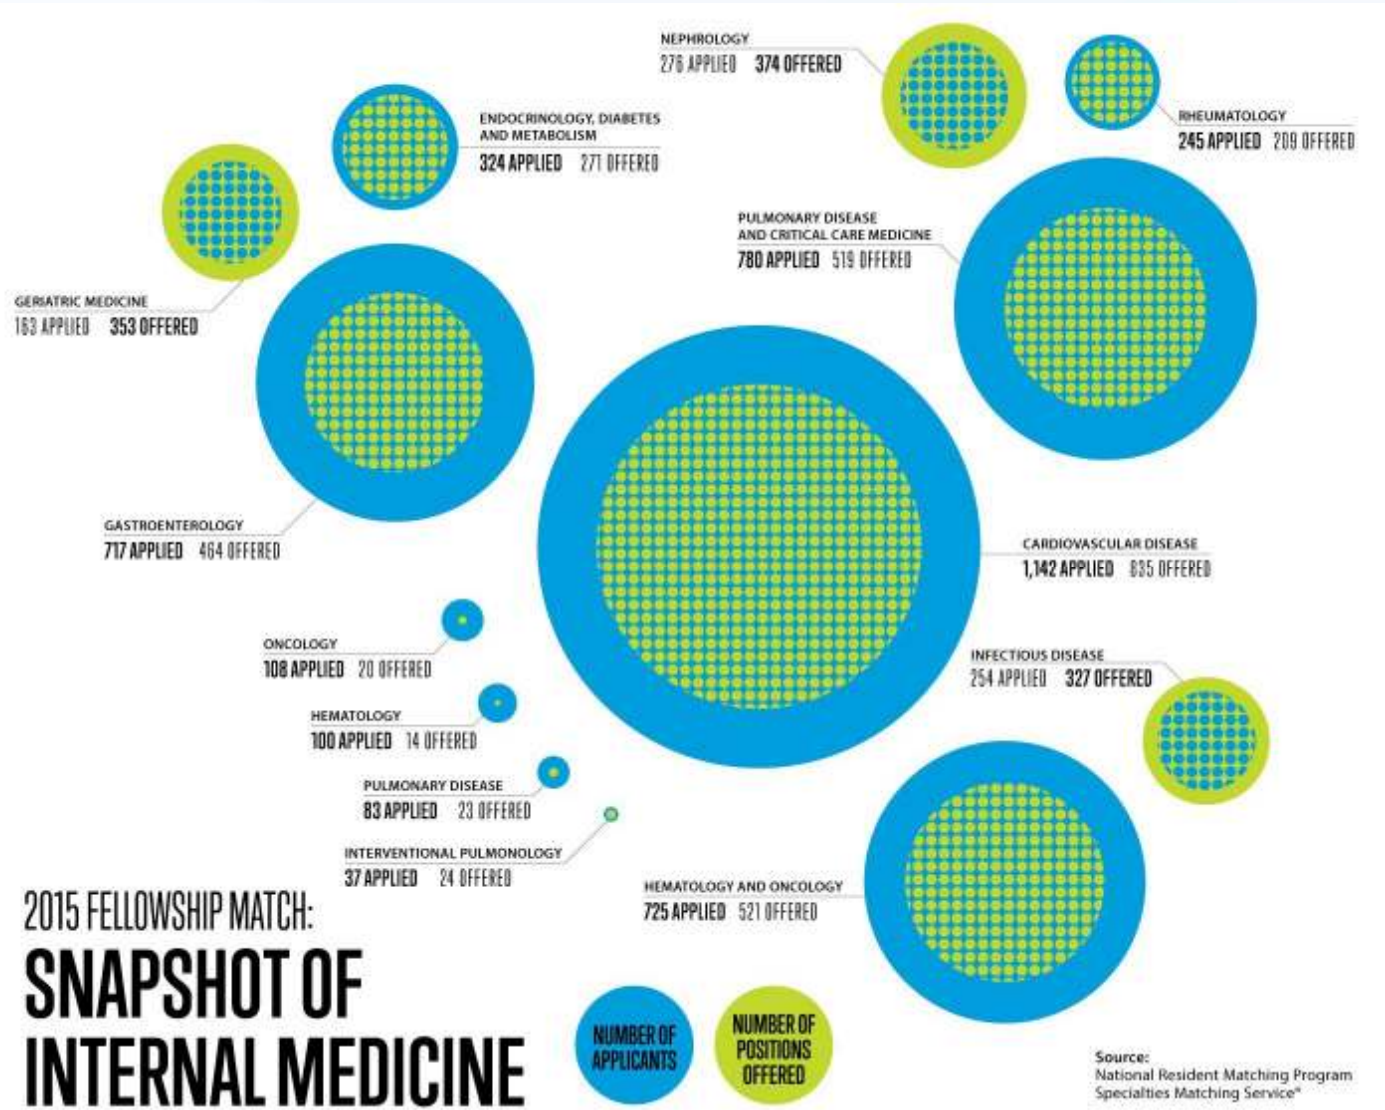 NEPHROLOGY
276 APPLIED 374 OFFERED
RHEUMATOLOGY
245 APPLIED 209 OFFERED
ENDOCRINOLOGY, DIABETES
AND METABOLISM
324 APPLIED 271 OFFERED
PULMONARY DISEASE
AND CRITICAL CARE MEDICINE
780 APPLIED 519 OFFERED
GERIATRIC MEDICINE
163 APPLIED 353 OFFERED
GASTROENTEROLOGY
717 APPLIED 464 OFFERED
CARDIOVASCULAR DISEASE
1,142 APPLIED 835 OFFERED
ONCOLOGY
108 APPLIED 20 OFFERED
INFECTIOUS DISEASE
254 APPLIED 327 OFFERED
HEMATOLOGY
100 APPLIED 14 OFFERED
PULMONARY DISEASE
83 APPLIED 23 OFFERED
INTERVENTIONAL PULMONOLOGY
37 APPLIED 24 OFFERED
HEMATOLOGY AND ONCOLOGY
725 APPLIED 521 OFFERED
2015 FELLOWSHIP MATCH:
SNAPSHOT OF
INTERNAL MEDICINE
NUMBER OF
APPLICANTS
NUMBER OF
POSITIONS
OFFERED
Source:
National Resident Matching Program
Specialties Matching Service®